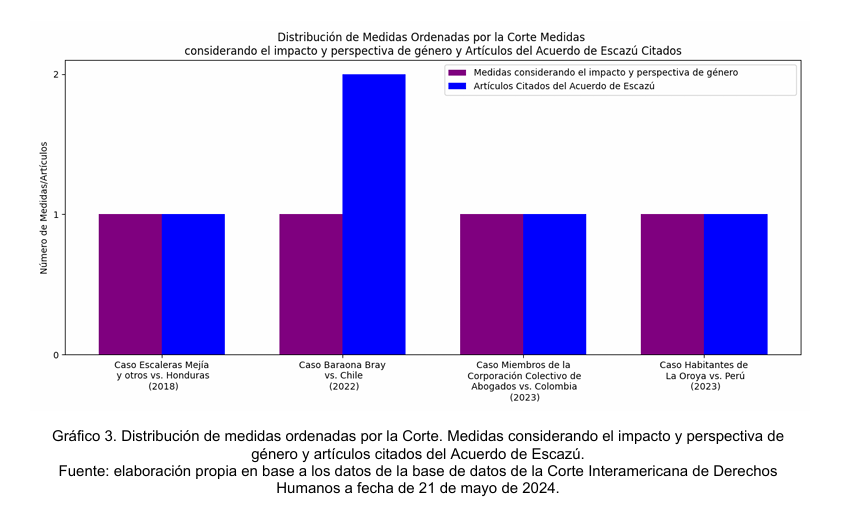 Distribución de Medidas Ordenadas por la Corte Medidas
considerando el impacto y perspectiva de género y Artículos del Acuerdo de Escazú Citados
Medidas considerando el impacto y perspectiva de género
Artículos Citados del Acuerdo de Escazú
Número de Medidas/Artículos
2
1
0
Caso Escaleras Mejía
y otros vs. Honduras
(2018)
Caso Baraona Bray
vs. Chile
(2022)
Caso Miembros de la
Corporación Colectivo de
Abogados vs. Colombia
(2023)
Caso Habitantes de
La Oroya vs. Perú
(2023)
Gráfico 3. Distribución de medidas ordenadas por la Corte. Medidas considerando el impacto y perspectiva de
género y artículos citados del Acuerdo de Escazú.
Fuente: elaboración propia en base a los datos de la base de datos de la Corte Interamericana de Derechos
Humanos a fecha de 21 de mayo de 2024.